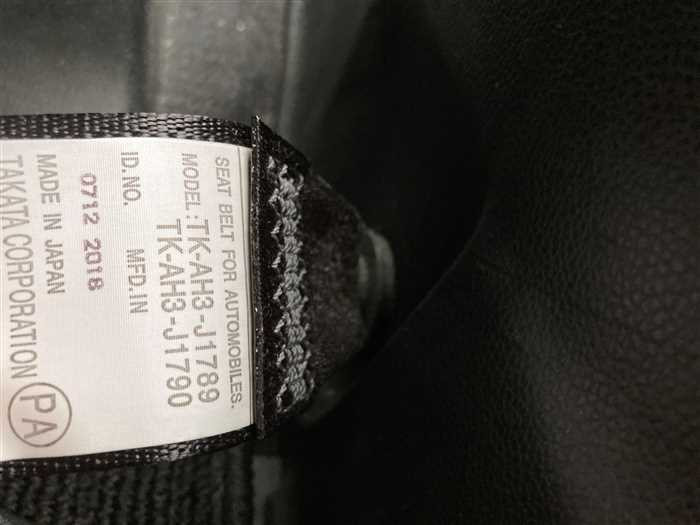 SEAT BELT FOR AUTOMOBILES.
MODEL: TK-AH3-J1789
TK-AH3-J1790
ID.NO. MFD.IN
0712 2018
MADE IN JAPAN
TAKATA CORPORATION PA